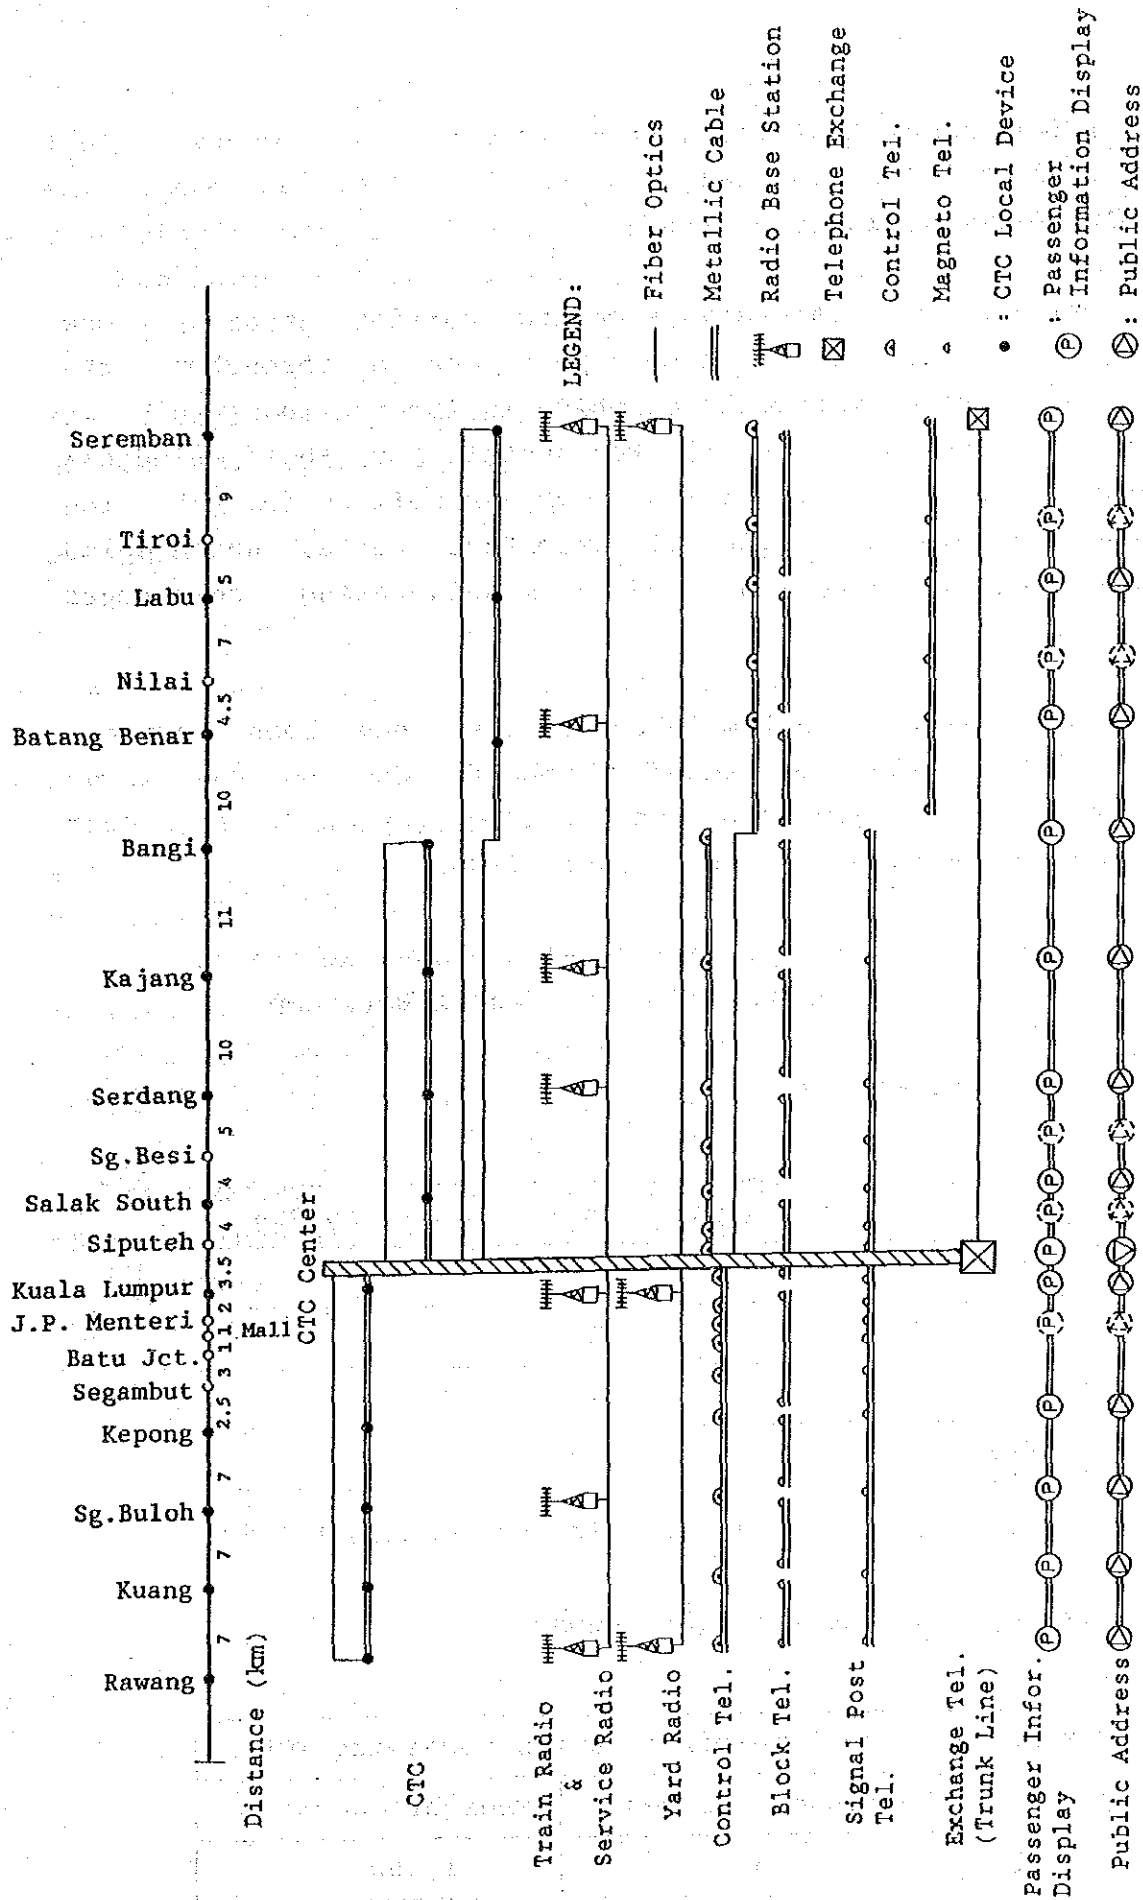 Rawang
Kuang
Sg.Buloh
Kepong
Segambut
Batu Jct.
Mali
J.P. Menteri
Kuala Lumpur
Siputeh
Salak South
Sg.Besi
Serdang
Kajang
Bangi
Batang Benar
Nilai
Labu
Tiroi
Seremban
Distance (km)
7 7 7 2.5 3 1 1 2 3.5 4 4 5 10 11 10 4.5 7 5 9
CTC Center
CTC
Train Radio
&
Service Radio
Yard Radio
Control Tel.
Block Tel.
Signal Post
Tel.
Exchange Tel.
(Trunk Line)
Passenger Infor.
Display
P P P P P P P P P P P P P P P P P P
Public Address
LEGEND:
Fiber Optics
Metallic Cable
Radio Base Station
Telephone Exchange
Control Tel.
Magneto Tel.
: CTC Local Device
P : Passenger
Information Display
: Public Address